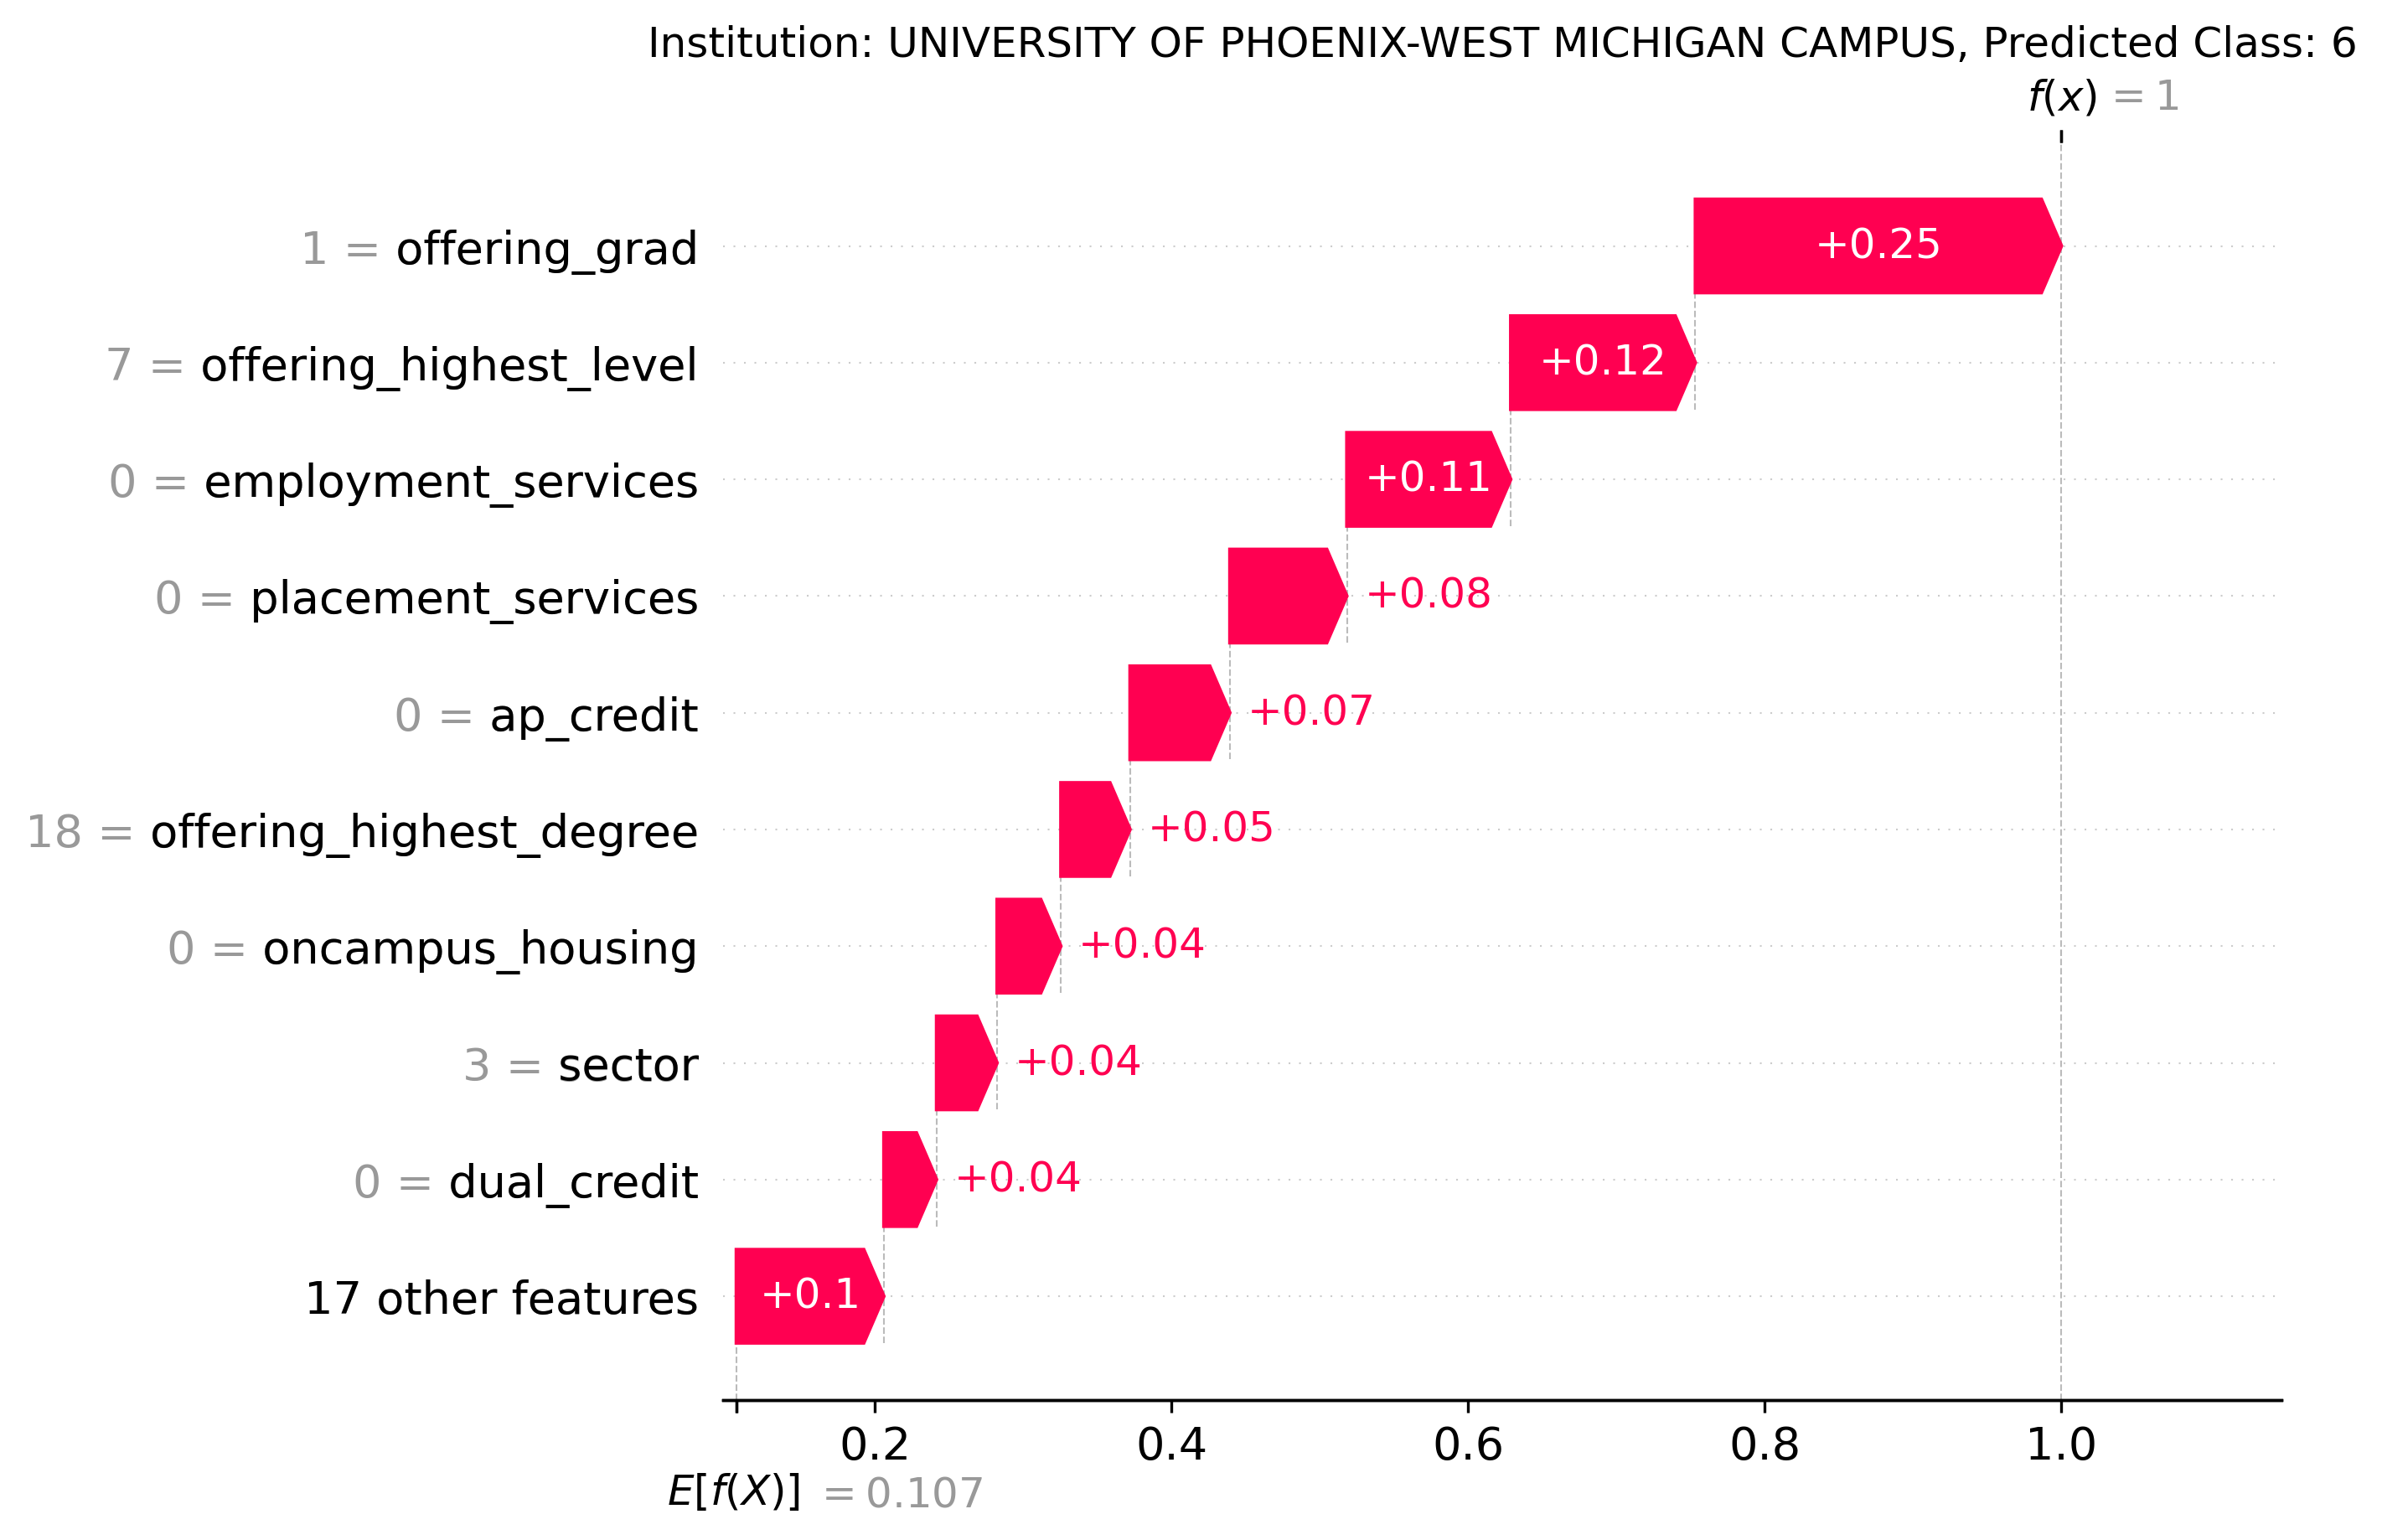 Institution: UNIVERSITY OF PHOENIX-WEST MICHIGAN CAMPUS, Predicted Class: 6
f(x) = 1
1 = offering_grad
+0.25
7 = offering_highest_level
+0.12
0 = employment_services
+0.11
0 = placement_services
+0.08
0 = ap_credit
+0.07
18 = offering_highest_degree
+0.05
0 = oncampus_housing
+0.04
3 = sector
+0.04
0 = dual_credit
+0.04
17 other features
+0.1
0.2 0.4 0.6 0.8 1.0
E[f(X)] = 0.107